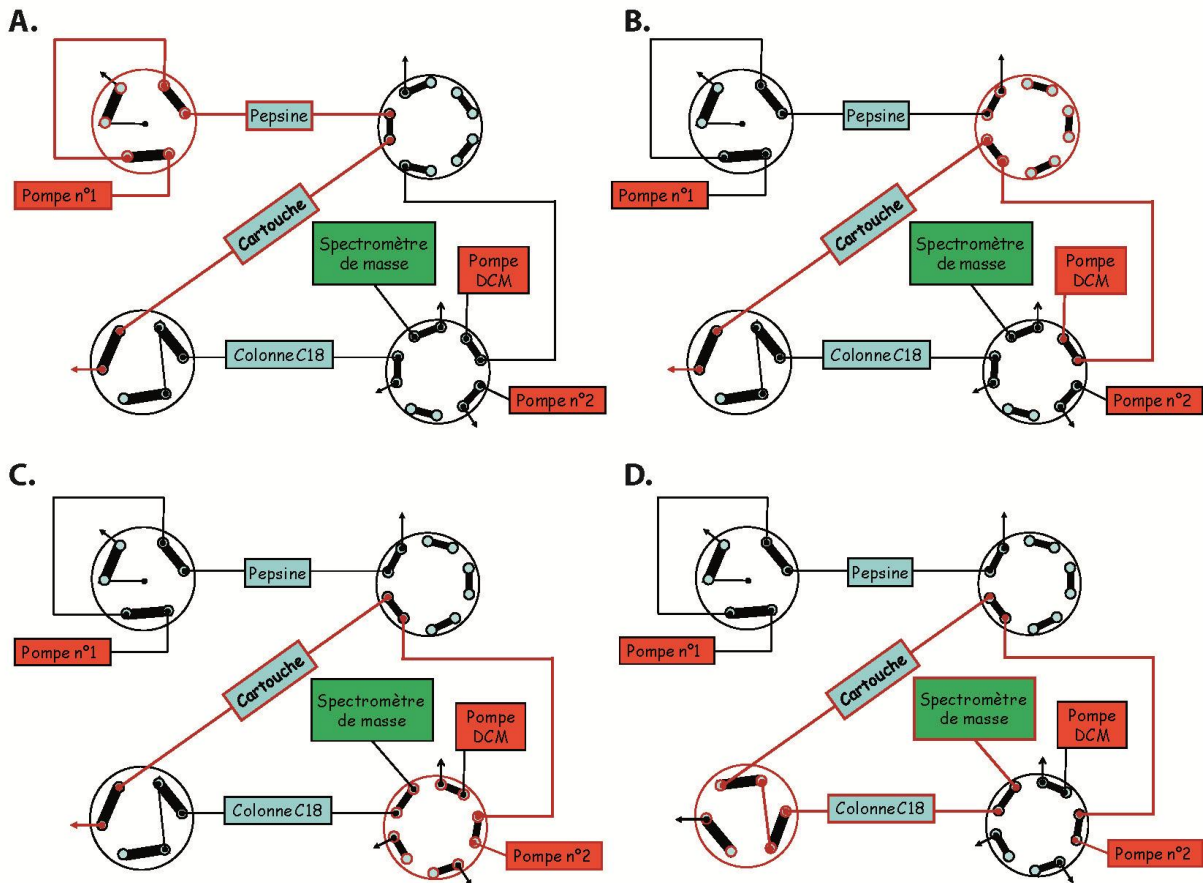 A.
Pepsine
Pompe n°1
Cartouche
Spectromètre
de masse
Pompe
DCM
Colonne C18
Pompe n°2
B.
Pepsine
Pompe n°1
Cartouche
Spectromètre
de masse
Pompe
DCM
Colonne C18
Pompe n°2
C.
Pepsine
Pompe n°1
Cartouche
Spectromètre
de masse
Pompe
DCM
Colonne C18
Pompe n°2
D.
Pepsine
Pompe n°1
Cartouche
Spectromètre
de masse
Pompe
DCM
Colonne C18
Pompe n°2